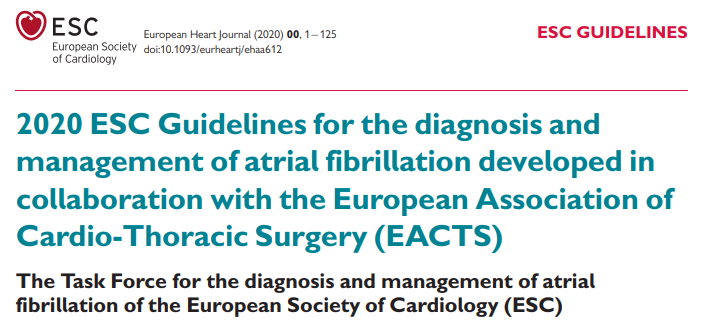 ESC
European Society
of Cardiology
European Heart Journal (2020) 00, 1–125
doi:10.1093/eurheartj/ehaa612
ESC GUIDELINES
2020 ESC Guidelines for the diagnosis and
management of atrial fibrillation developed in
collaboration with the European Association of
Cardio-Thoracic Surgery (EACTS)
The Task Force for the diagnosis and management of atrial
fibrillation of the European Society of Cardiology (ESC)